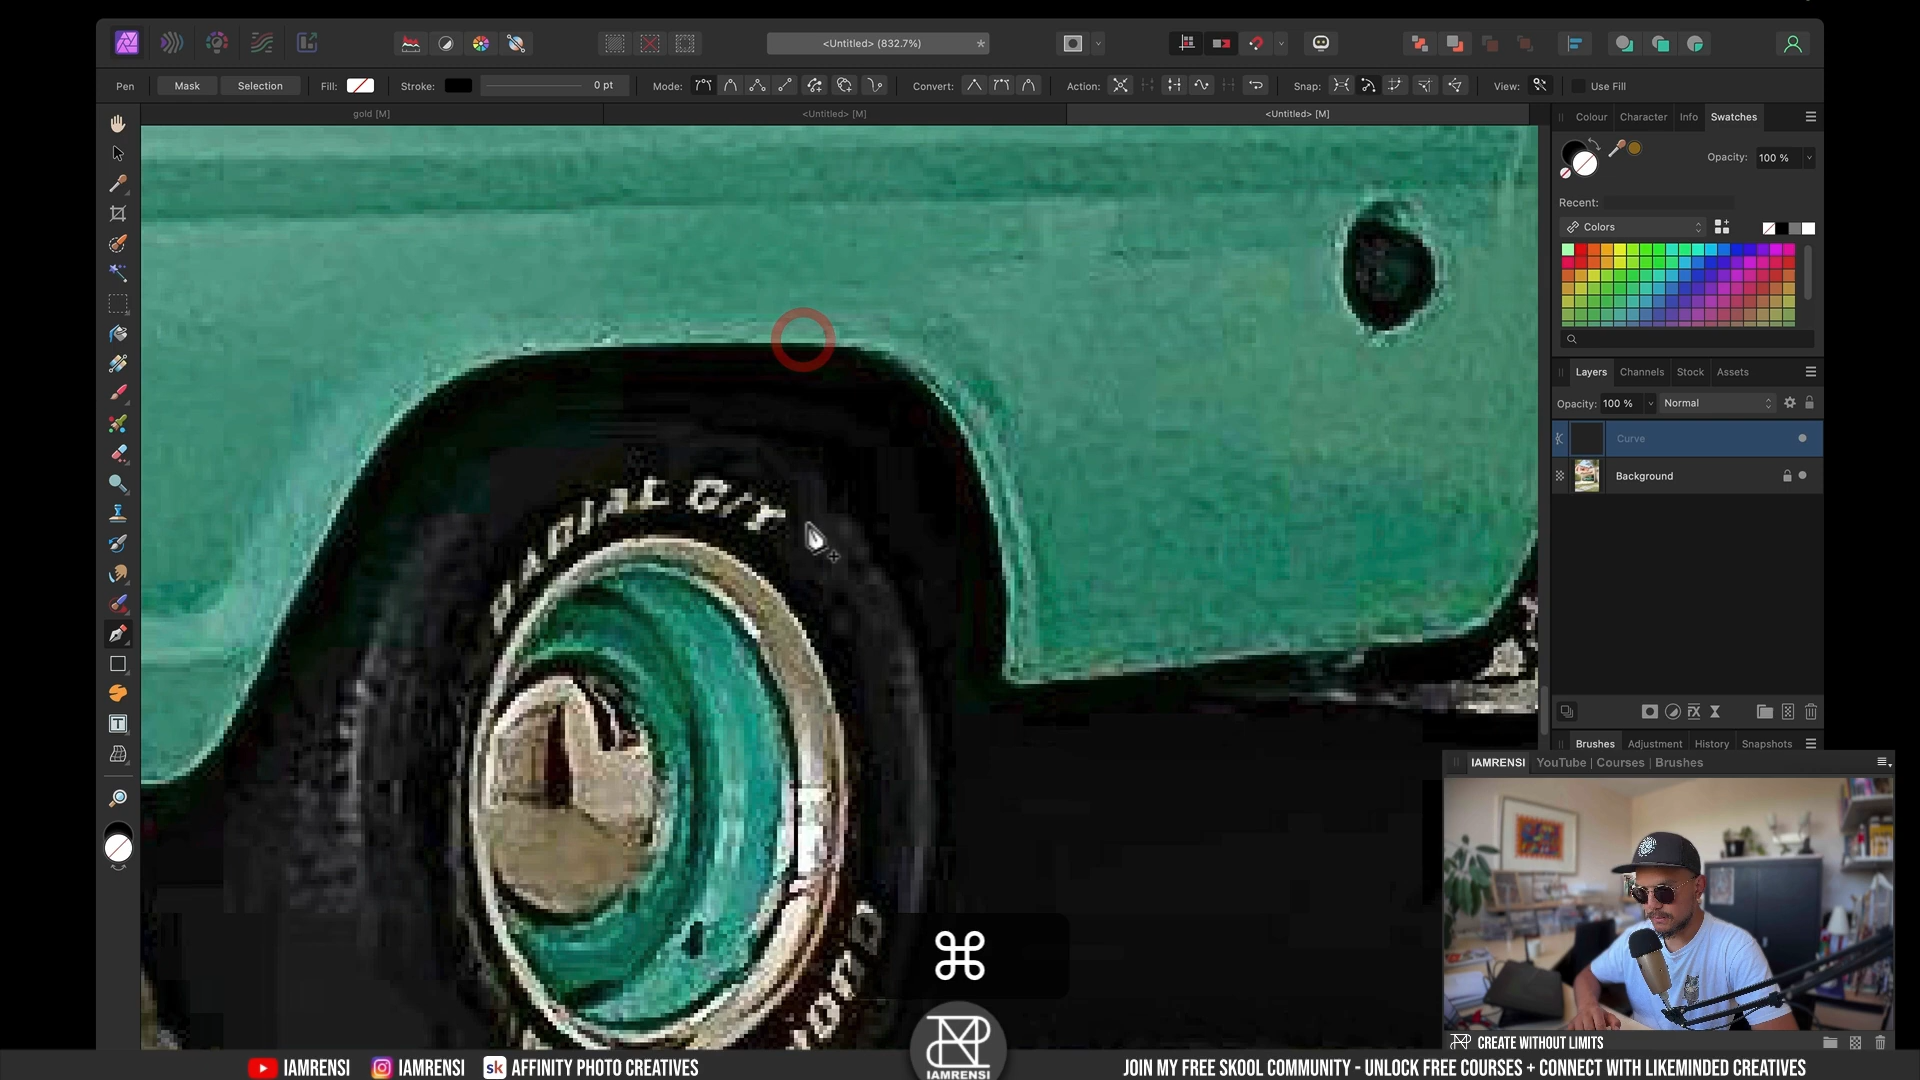 <Untitled> (832.7%)
Pen
Mask
Selection
Fill:
Stroke:
0 pt
Mode:
Convert:
Action:
Snap:
View:
Use Fill
gold [M]
<Untitled> [M]
<Untitled> [M]
Colour
Character
Info
Swatches
Opacity:
100 %
Recent:
Colors
Layers
Channels
Stock
Assets
Opacity:
100 %
Normal
Curve
Background
RADIAL G/T
Brushes
Adjustment
History
Snapshots
IAMRENSI
YouTube | Courses | Brushes
⌘
IAMRENSI
CREATE WITHOUT LIMITS
IAMRENSI
IAMRENSI
sk
AFFINITY PHOTO CREATIVES
JOIN MY FREE SKOOL COMMUNITY - UNLOCK FREE COURSES + CONNECT WITH LIKEMINDED CREATIVES